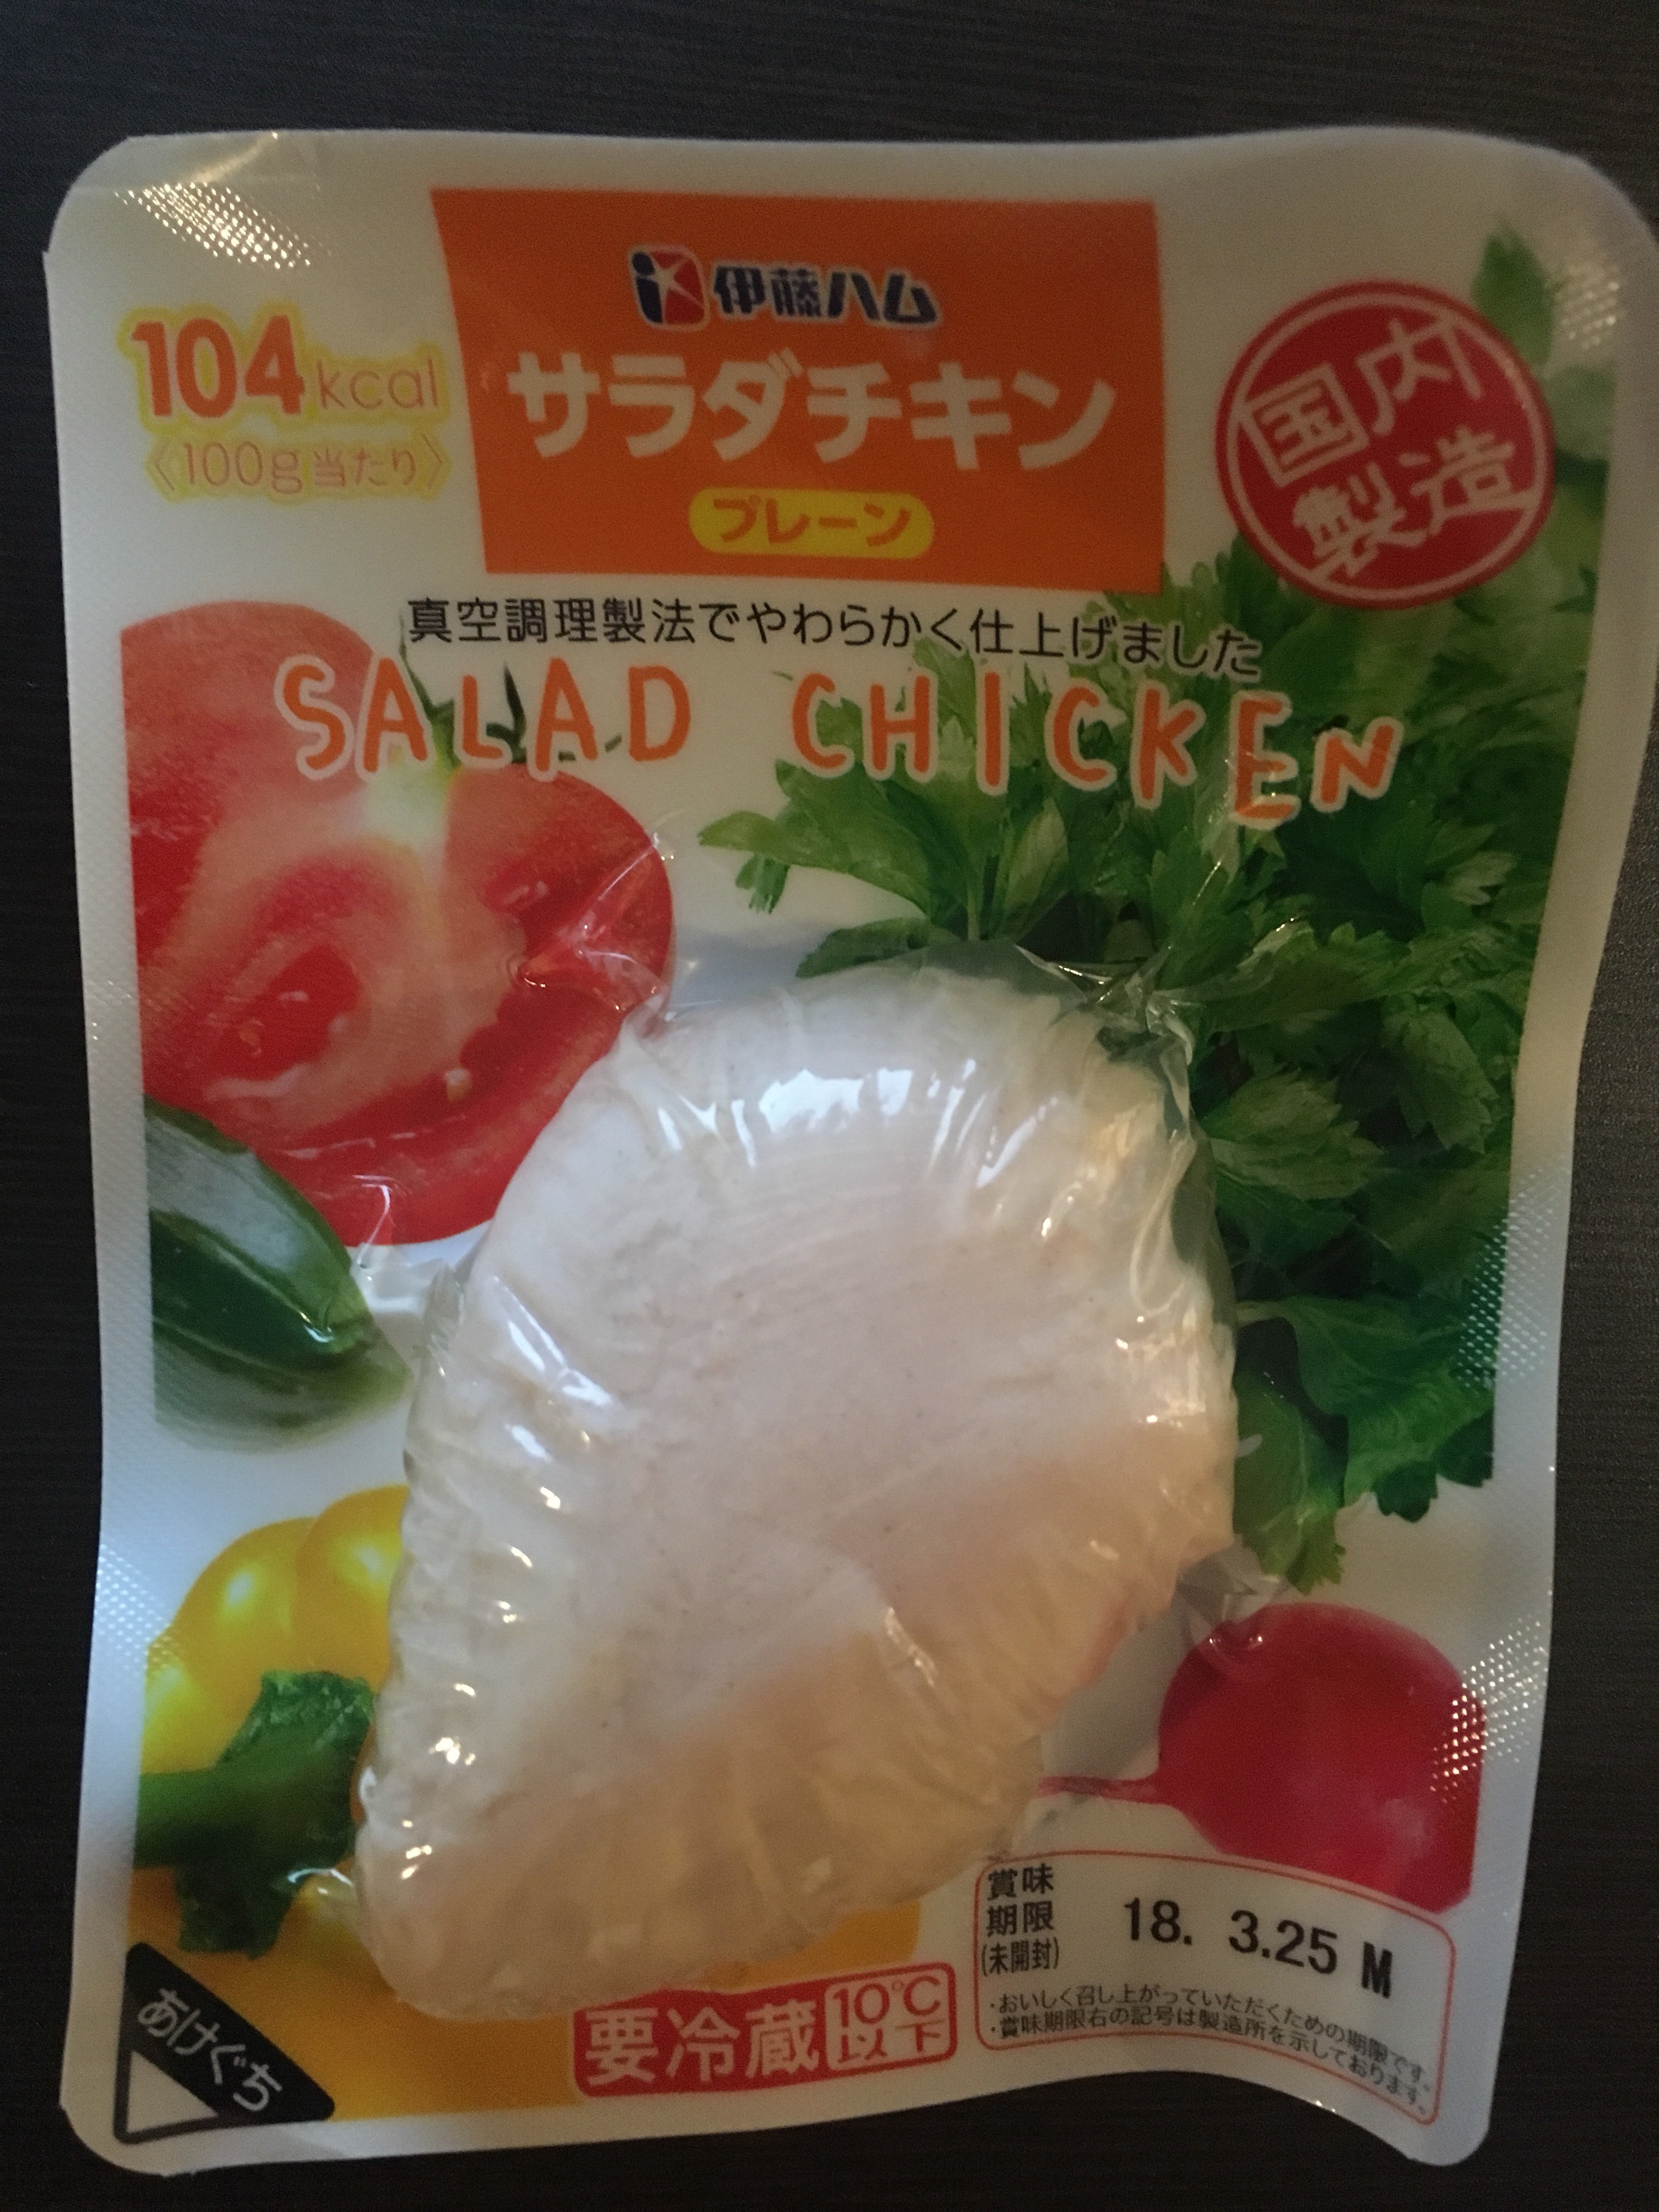 伊藤ハム
104kcal
〈100g当たり〉
サラダチキン
プレーン
国内
製造
真空調理製法でやわらかく仕上げました
SALAD CHICKEN
賞味
期限
(未開封)
18. 3.25 M
・おいしく召し上がっていただくための期限です。
・賞味期限右の記号は製造所を示しております。
要冷蔵
10℃
以下
あけぐち